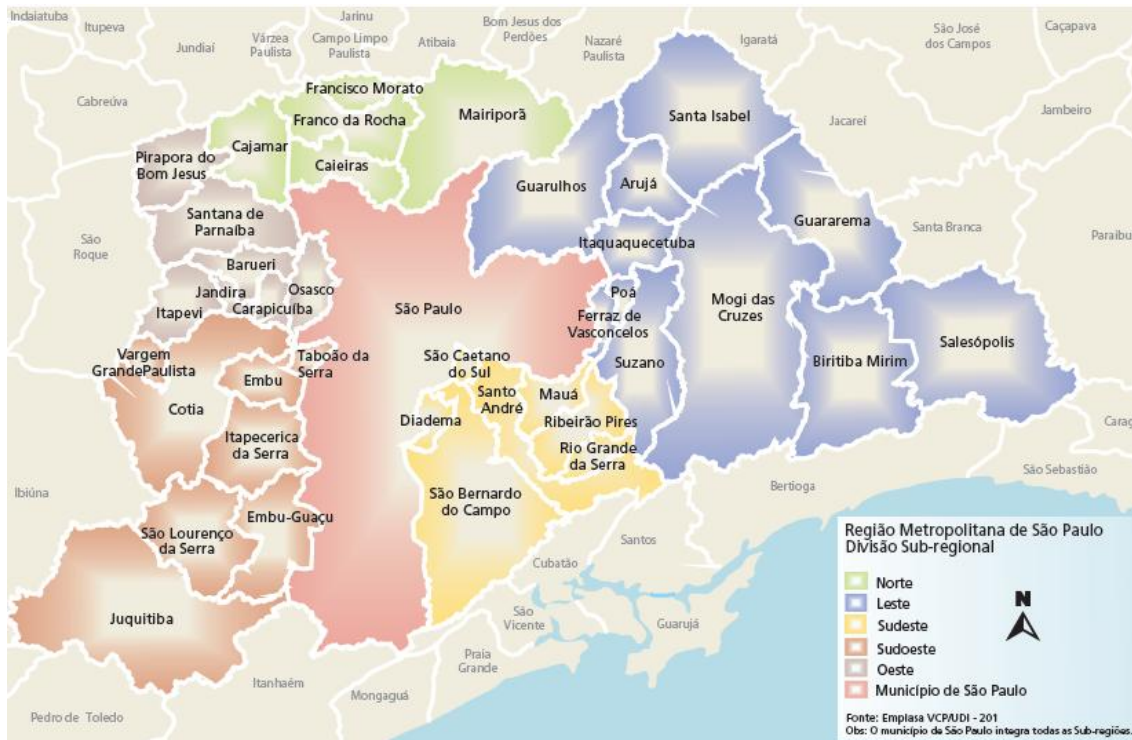 Indaiatuba
Itupeva
Jundiaí
Várzea
Paulista
Jarinu
Campo Limpo
Paulista
Atibaia
Bom Jesus dos
Perdões
Nazaré
Paulista
Igaratá
São José
dos Campos
Caçapava
Cabreúva
Jambeiro
Jacareí
Francisco Morato
Franco da Rocha
Mairiporã
Cajamar
Caieiras
Pirapora do
Bom Jesus
Santa Isabel
Guarulhos
Arujá
Guararema
Santa Branca
Paraibu
Santana de
Parnaíba
São
Roque
Itaquaquecetuba
Barueri
Jandira
Osasco
Carapicuíba
Itapevi
São Paulo
Poá
Ferraz de
Vasconcelos
Suzano
Mogi das
Cruzes
Biritiba Mirim
Salesópolis
Vargem
GrandePaulista
Taboão da
Serra
Embu
Cotia
São Caetano
do Sul
Santo
André
Mauá
Diadema
Ribeirão Pires
Rio Grande
da Serra
Itapecerica
da Serra
Carag
São Sebastião
Bertioga
Ibiúna
São Bernardo
do Campo
Embu-Guaçu
São Lourenço
da Serra
Santos
Cubatão
São
Vicente
Guarujá
Juquitiba
Praia
Grande
Itanhaém
Mongaguá
Pedro de Toledo
Região Metropolitana de São Paulo
Divisão Sub-regional
Norte
Leste
Sudeste
Sudoeste
Oeste
Município de São Paulo
N
Fonte: Emplasa VCP/UDI - 201
Obs: O município de São Paulo integra todas as Sub-regiões.